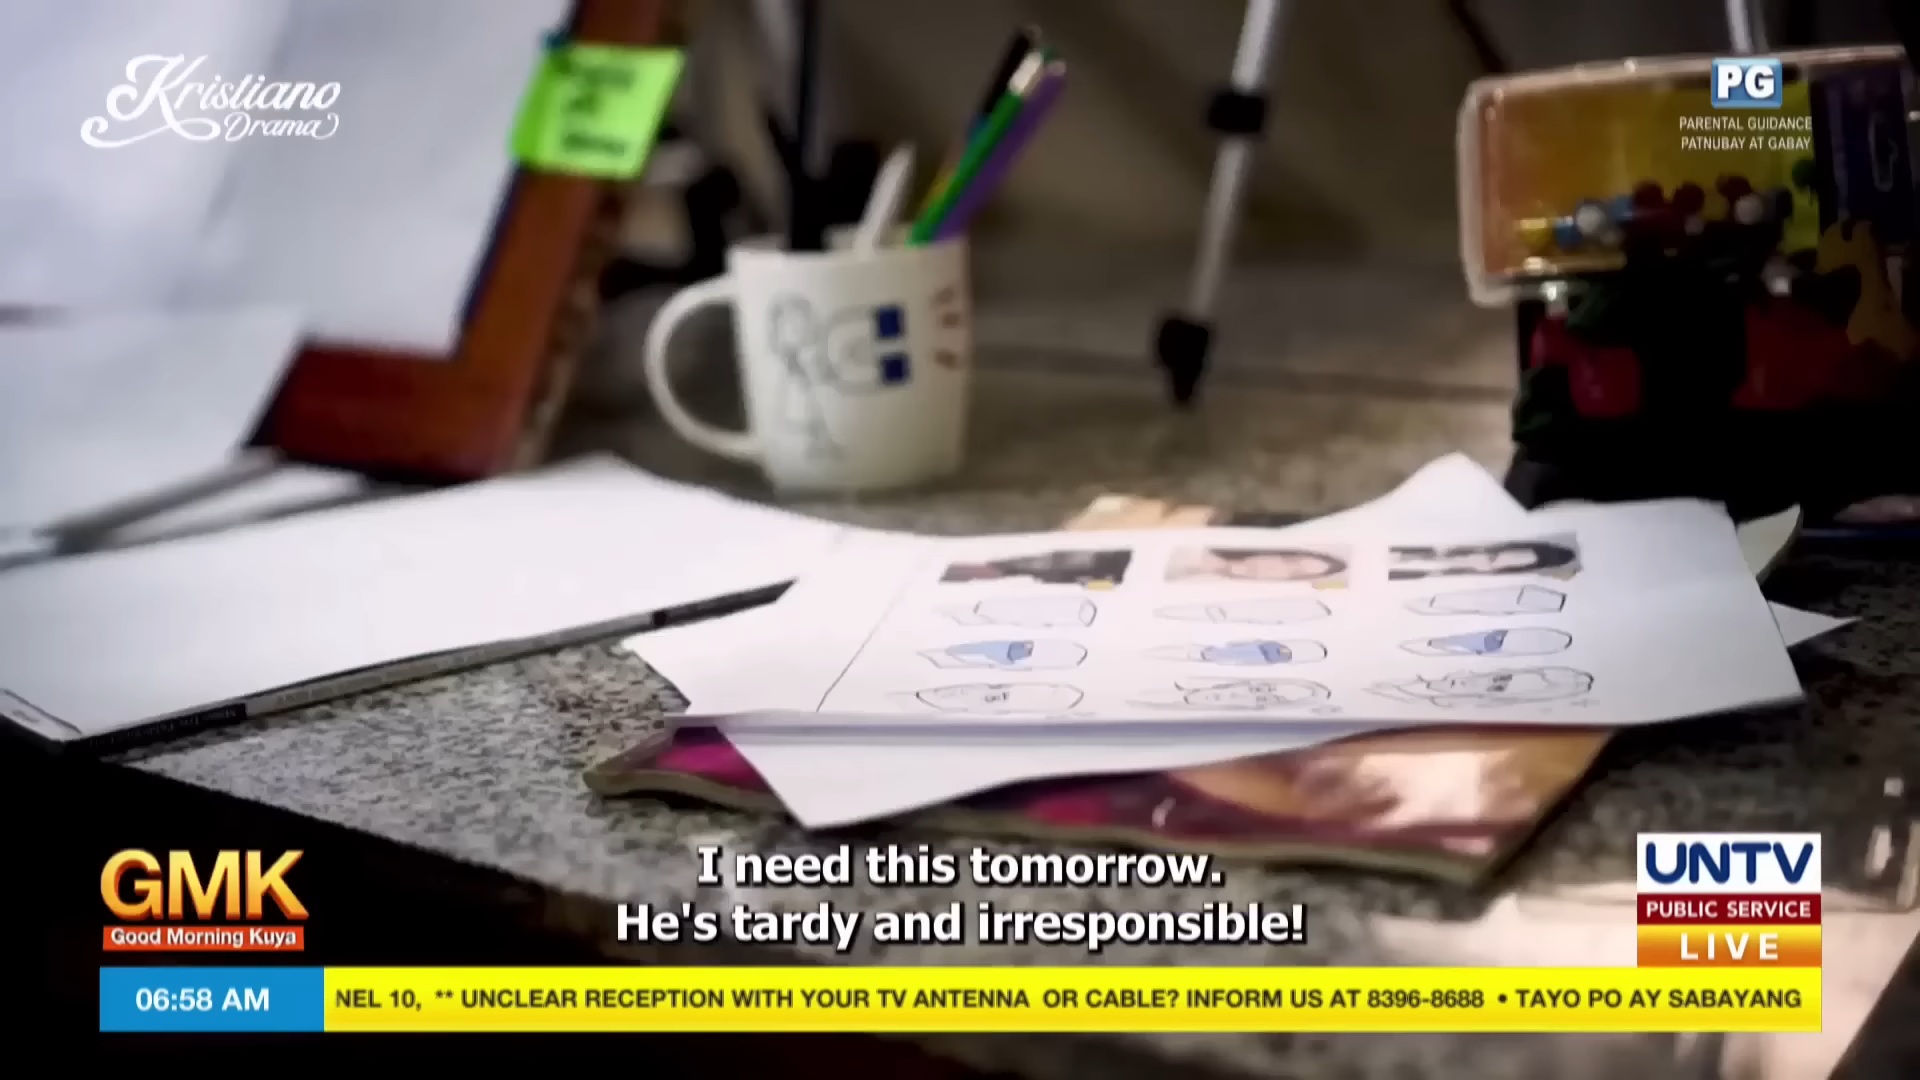 Kristiano
Drama
PG
PARENTAL GUIDANCE
PATNUBAY AT GABAY
I need this tomorrow.
He's tardy and irresponsible!
GMK
Good Morning Kuya
UNTV
PUBLIC SERVICE
LIVE
06:58 AM
NEL 10, ** UNCLEAR RECEPTION WITH YOUR TV ANTENNA OR CABLE? INFORM US AT 8396-8688 • TAYO PO AY SABAYANG